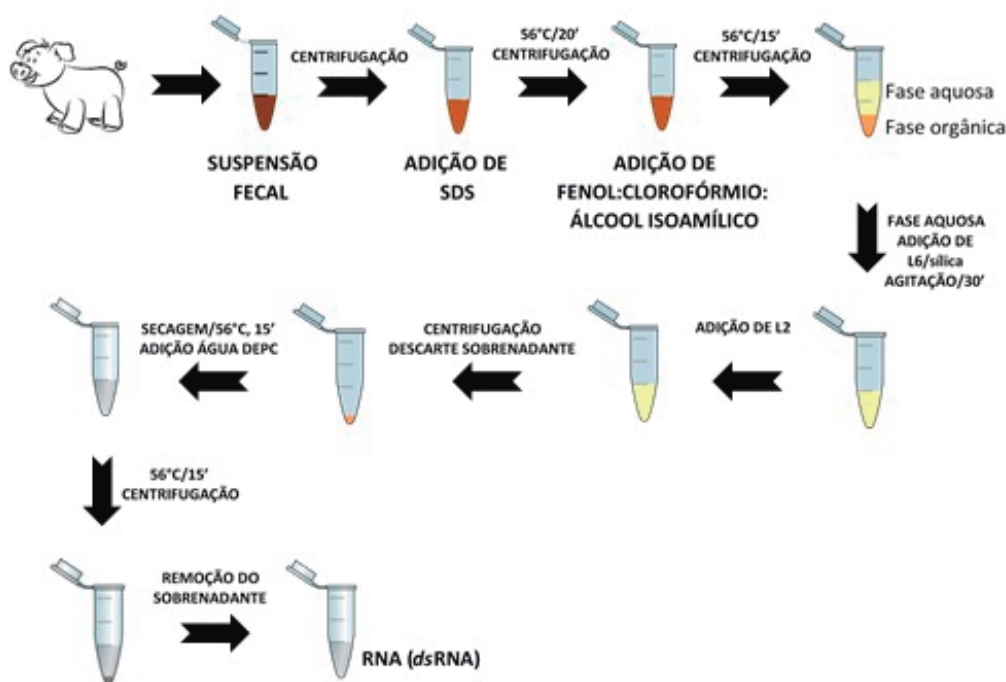 CENTRIFUGAÇÃO
56°C/20'
CENTRIFUGAÇÃO
56°C/15'
CENTRIFUGAÇÃO
Fase aquosa
Fase orgânica
SUSPENSÃO
FECAL
ADIÇÃO DE
SDS
ADIÇÃO DE
FENOL:CLOROFÓRMIO:
ÁLCOOL ISOAMÍLICO
FASE AQUOSA
ADIÇÃO DE
L6/sílica
AGITAÇÃO/30'
ADIÇÃO DE L2
CENTRIFUGAÇÃO
DESCARTE SOBRENADANTE
SECAGEM/56°C, 15'
ADIÇÃO ÁGUA DEPC
56°C/15'
CENTRIFUGAÇÃO
REMOÇÃO DO
SOBRENADANTE
RNA (dsRNA)